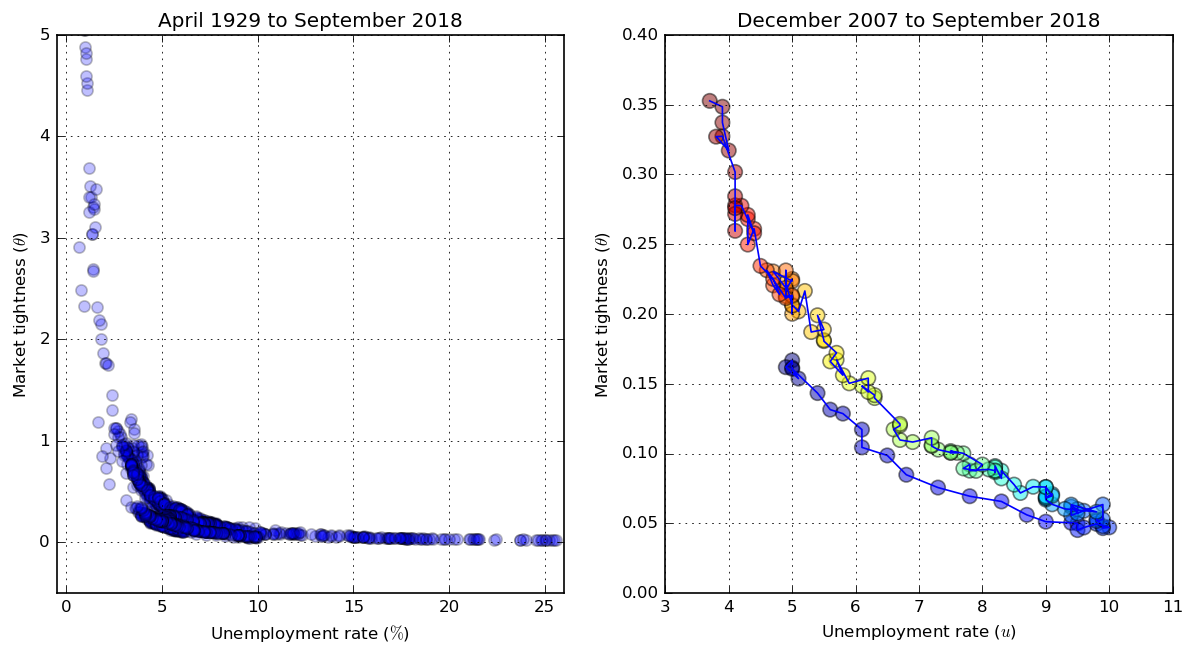 April 1929 to September 2018
5
4
3
2
1
0
Market tightness (θ)
0 5 10 15 20 25
Unemployment rate (%)
December 2007 to September 2018
0.40
0.35
0.30
0.25
0.20
0.15
0.10
0.05
0.00
Market tightness (θ)
3 4 5 6 7 8 9 10 11
Unemployment rate (u)